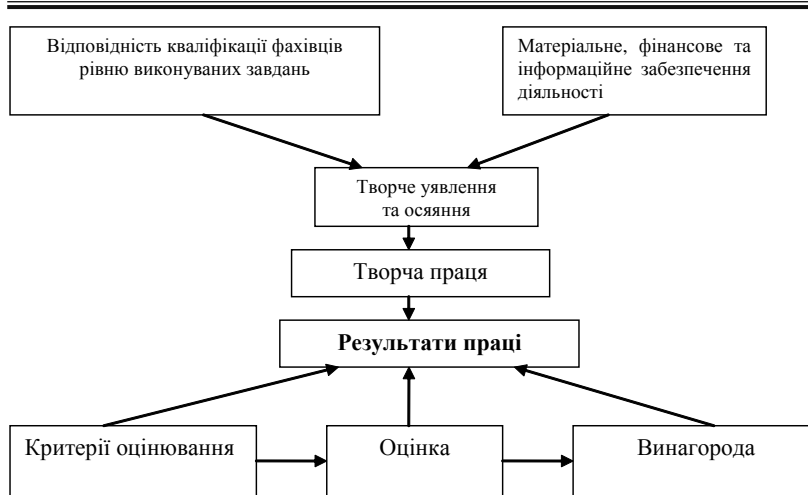 Відповідність кваліфікації фахівців
рівню виконуваних завдань
Матеріальне, фінансове та
інформаційне забезпечення
діяльності
Творче уявлення
та осяяння
Творча праця
Результати праці
Критерії оцінювання
Оцінка
Винагорода